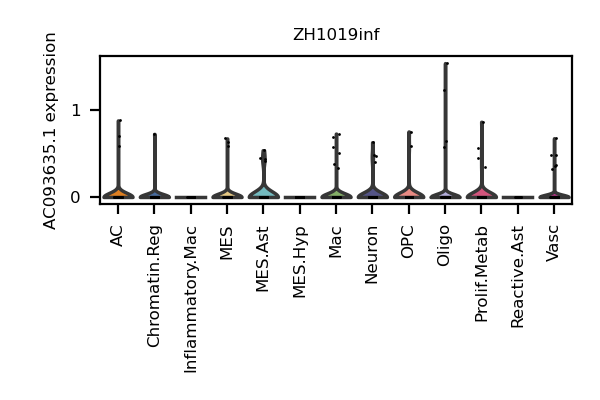 ZH1019inf
AC093635.1 expression
1
0
AC
Chromatin.Reg
Inflammatory.Mac
MES
MES.Ast
MES.Hyp
Mac
Neuron
OPC
Oligo
Prolif.Metab
Reactive.Ast
Vasc